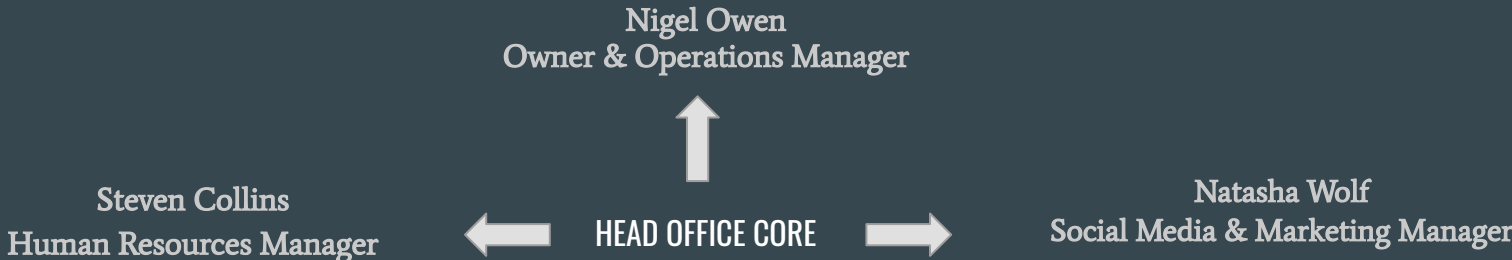 Nigel Owen
Owner & Operations Manager
Steven Collins
Human Resources Manager
HEAD OFFICE CORE
Natasha Wolf
Social Media & Marketing Manager